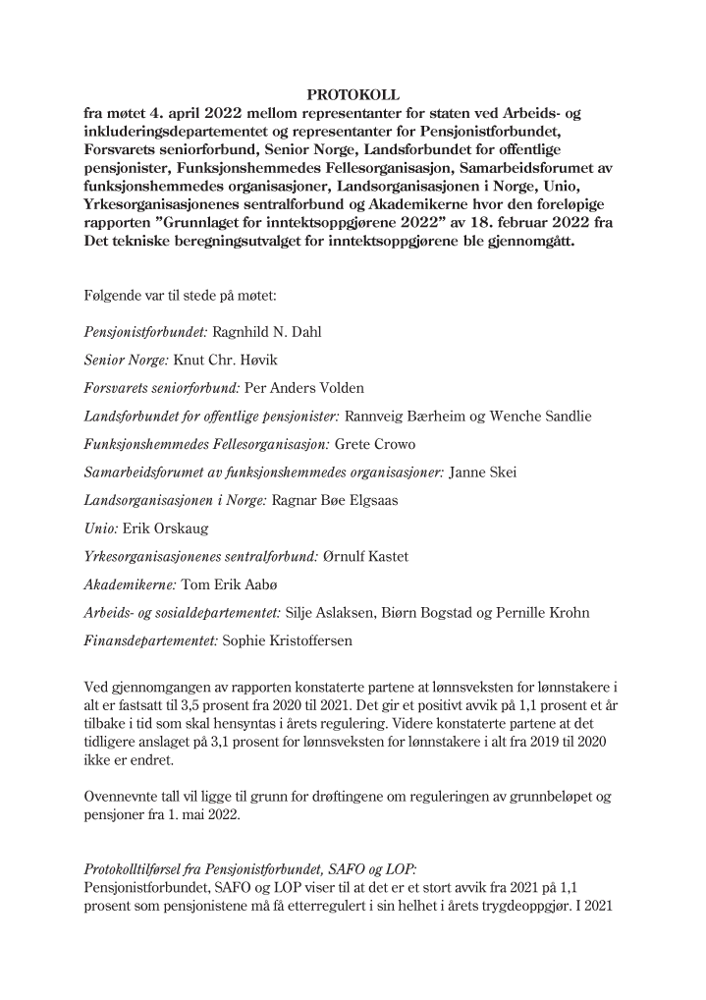 PROTOKOLL
fra møtet 4. april 2022 mellom representanter for staten ved Arbeids- og
inkluderingsdepartementet og representanter for Pensjonistforbundet,
Forsvarets seniorforbund, Senior Norge, Landsforbundet for offentlige
pensjonister, Funksjonshemmedes Fellesorganisasjon, Samarbeidsforumet av
funksjonshemmedes organisasjoner, Landsorganisasjonen i Norge, Unio,
Yrkesorganisasjonenes sentralforbund og Akademikerne hvor den foreløpige
rapporten ”Grunnlaget for inntektsoppgjørene 2022” av 18. februar 2022 fra
Det tekniske beregningsutvalget for inntektsoppgjørene ble gjennomgått.
Følgende var til stede på møtet:
Pensjonistforbundet: Ragnhild N. Dahl
Senior Norge: Knut Chr. Høvik
Forsvarets seniorforbund: Per Anders Volden
Landsforbundet for offentlige pensjonister: Rannveig Bærheim og Wenche Sandlie
Funksjonshemmedes Fellesorganisasjon: Grete Crowo
Samarbeidsforumet av funksjonshemmedes organisasjoner: Janne Skei
Landsorganisasjonen i Norge: Ragnar Bøe Elgsaas
Unio: Erik Orskaug
Yrkesorganisasjonenes sentralforbund: Ørnulf Kastet
Akademikerne: Tom Erik Aabø
Arbeids- og sosialdepartementet: Silje Aslaksen, Biørn Bogstad og Pernille Krohn
Finansdepartementet: Sophie Kristoffersen
Ved gjennomgangen av rapporten konstaterte partene at lønnsveksten for lønnstakere i
alt er fastsatt til 3,5 prosent fra 2020 til 2021. Det gir et positivt avvik på 1,1 prosent et år
tilbake i tid som skal hensyntas i årets regulering. Videre konstaterte partene at det
tidligere anslaget på 3,1 prosent for lønnsveksten for lønnstakere i alt fra 2019 til 2020
ikke er endret.
Ovennevnte tall vil ligge til grunn for drøftingene om reguleringen av grunnbeløpet og
pensjoner fra 1. mai 2022.
Protokolltilførsel fra Pensjonistforbundet, SAFO og LOP:
Pensjonistforbundet, SAFO og LOP viser til at det er et stort avvik fra 2021 på 1,1
prosent som pensjonistene må få etterregulert i sin helhet i årets trygdeoppgjør. I 2021